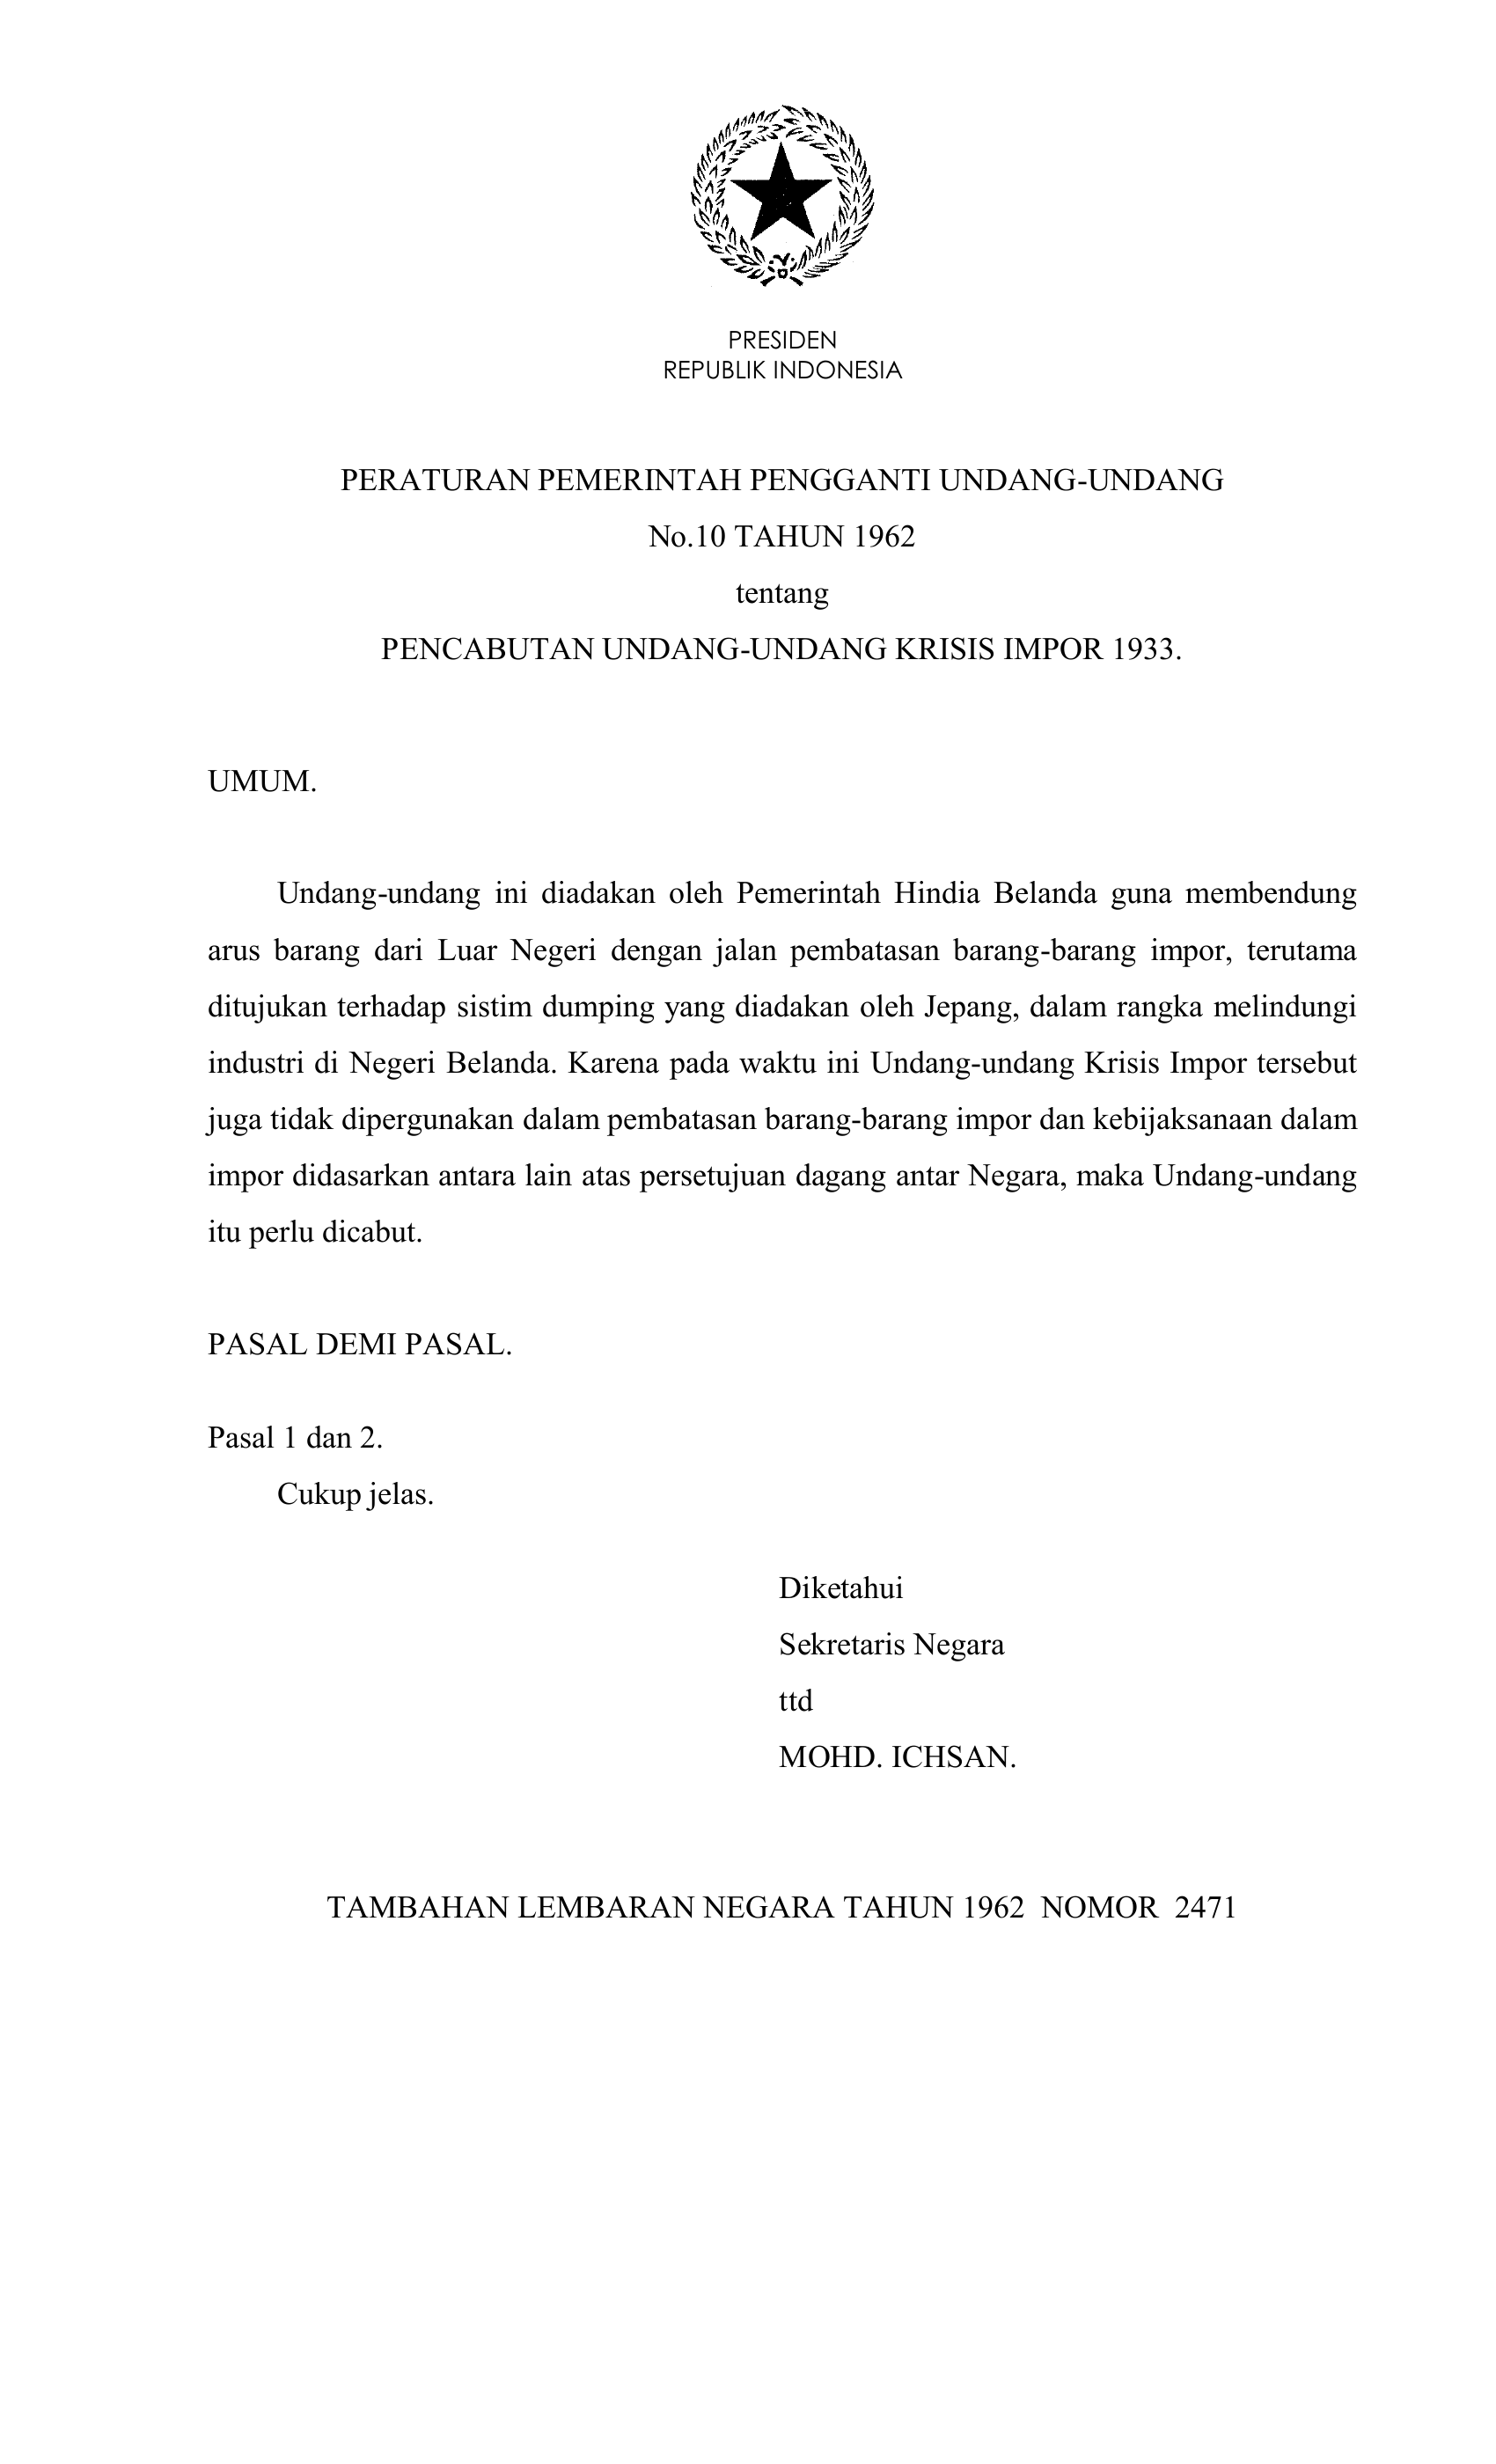 PRESIDEN
REPUBLIK INDONESIA
PERATURAN PEMERINTAH PENGGANTI UNDANG-UNDANG
No.10 TAHUN 1962
tentang
PENCABUTAN UNDANG-UNDANG KRISIS IMPOR 1933.
UMUM.
Undang-undang ini diadakan oleh Pemerintah Hindia Belanda guna membendung
arus barang dari Luar Negeri dengan jalan pembatasan barang-barang impor, terutama
ditujukan terhadap sistim dumping yang diadakan oleh Jepang, dalam rangka melindungi
industri di Negeri Belanda. Karena pada waktu ini Undang-undang Krisis Impor tersebut
juga tidak dipergunakan dalam pembatasan barang-barang impor dan kebijaksanaan dalam
impor didasarkan antara lain atas persetujuan dagang antar Negara, maka Undang-undang
itu perlu dicabut.
PASAL DEMI PASAL.
Pasal 1 dan 2.
Cukup jelas.
Diketahui
Sekretaris Negara
ttd
MOHD. ICHSAN.
TAMBAHAN LEMBARAN NEGARA TAHUN 1962 NOMOR 2471